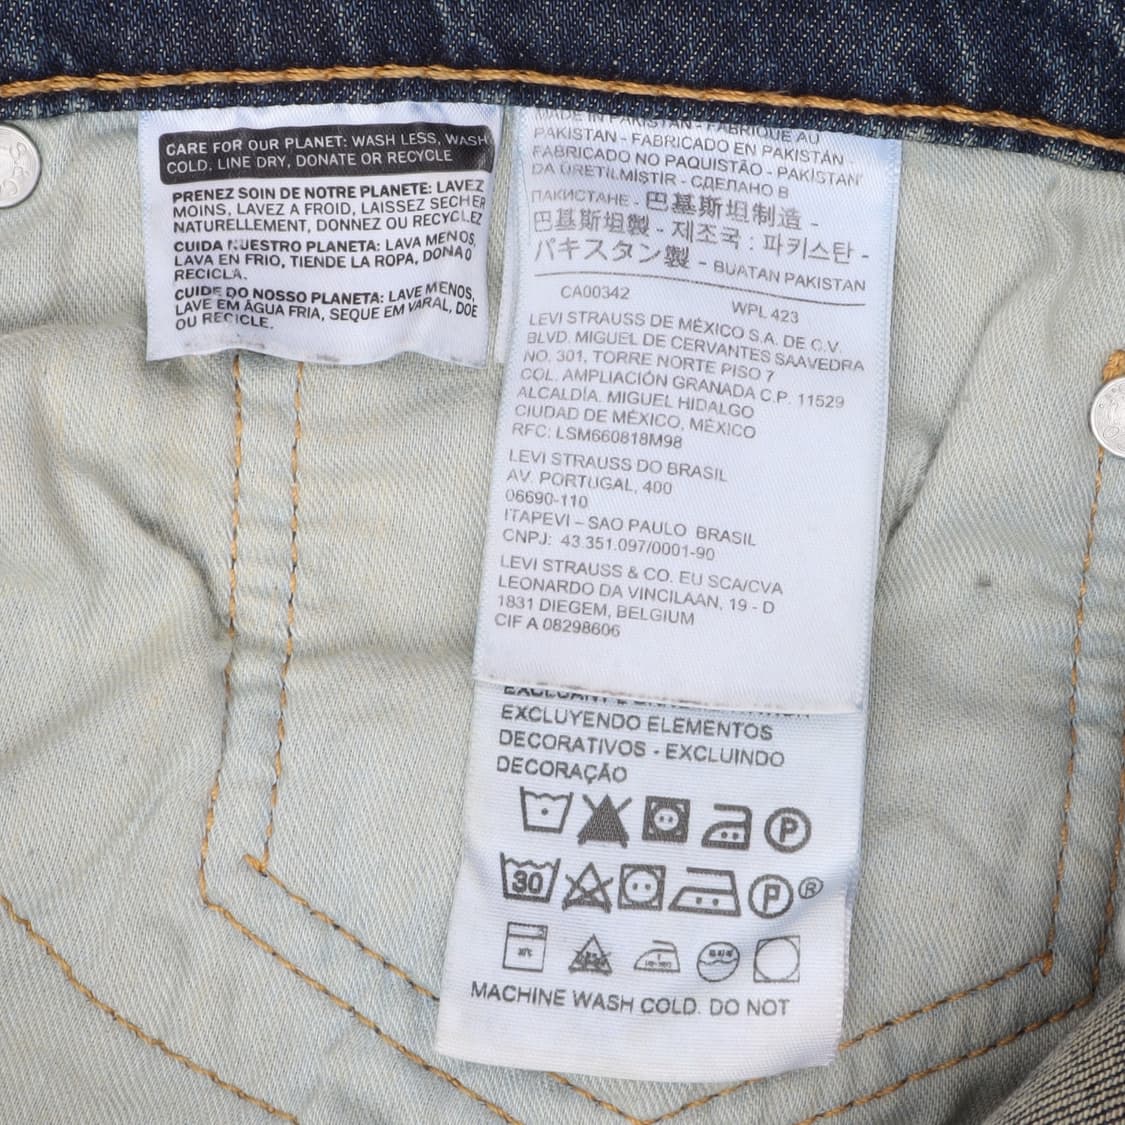 CARE FOR OUR PLANET: WASH LESS, WASH
COLD, LINE DRY, DONATE OR RECYCLE
PRENEZ SOIN DE NOTRE PLANETE: LAVEZ
MOINS, LAVEZ A FROID, LAISSEZ SECHER
NATURELLEMENT, DONNEZ OU RECYCLEZ
CUIDA NUESTRO PLANETA: LAVA MENOS,
LAVA EN FRIO, TIENDE LA ROPA, DONA O
RECICLA.
CUIDE DO NOSSO PLANETA: LAVE MENOS,
LAVE EM ÁGUA FRIA, SEQUE EM VARAL, DOE
OU RECICLE.
MADE IN PAKISTAN - FABRIQUÉ AU
PAKISTAN - FABRICADO EN PAKISTÁN -
FABRICADO NO PAQUISTÃO - PAKİSTAN'
DA ÜRETİLMİŞTİR - СДЕЛАНО В
ПАКИСТАНЕ - 巴基斯坦制造 -
巴基斯坦製 - 제조국 : 파키스탄 -
パキスタン製 - BUATAN PAKISTAN
CA00342 WPL 423
LEVI STRAUSS DE MÉXICO S.A. DE C.V.
BLVD. MIGUEL DE CERVANTES SAAVEDRA
NO. 301, TORRE NORTE PISO 7
COL. AMPLIACIÓN GRANADA C.P. 11529
ALCALDÍA. MIGUEL HIDALGO
CIUDAD DE MÉXICO, MÉXICO
RFC: LSM660818M98
LEVI STRAUSS DO BRASIL
AV. PORTUGAL, 400
06690-110
ITAPEVI – SAO PAULO BRASIL
CNPJ: 43.351.097/0001-90
LEVI STRAUSS & CO. EU SCA/CVA
LEONARDO DA VINCILAAN, 19 - D
1831 DIEGEM, BELGIUM
CIF A 08298606
EXCLUYENDO ELEMENTOS
DECORATIVOS - EXCLUINDO
DECORAÇÃO
P
30 P ®
MACHINE WASH COLD. DO NOT